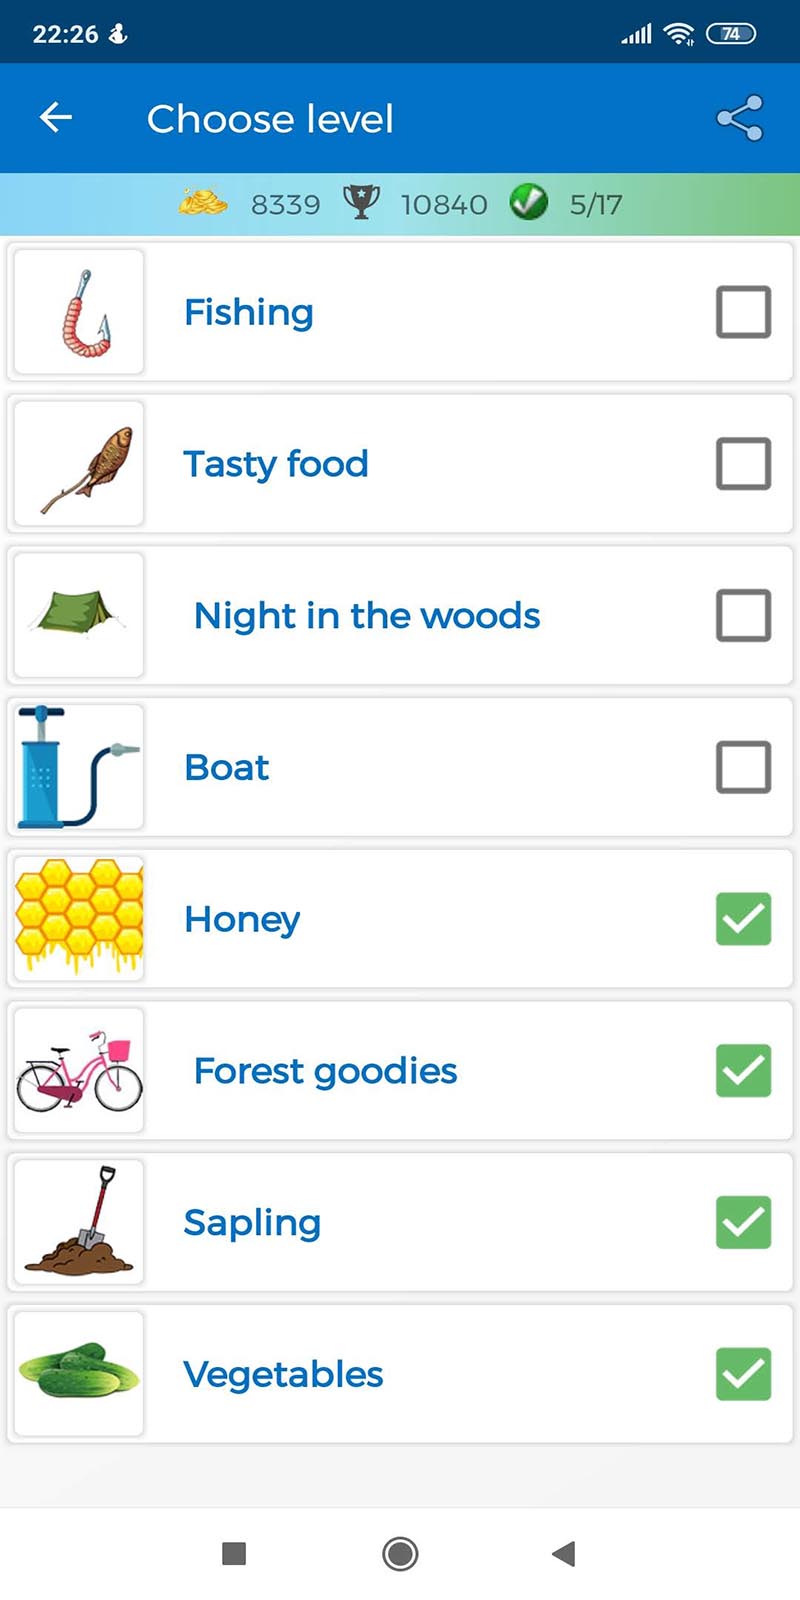 22:26
74
Choose level
8339 10840 5/17
Fishing
Tasty food
Night in the woods
Boat
Honey
Forest goodies
Sapling
Vegetables